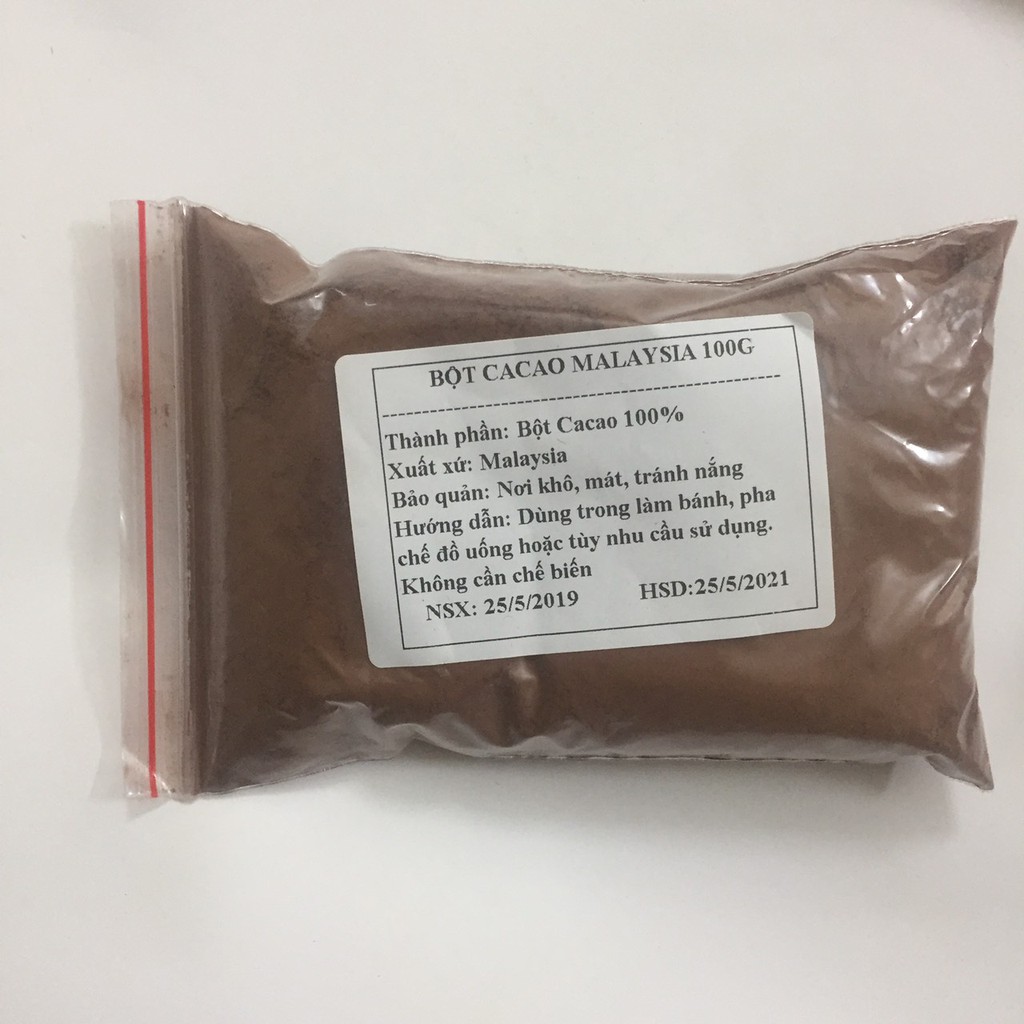 BỘT CACAO MALAYSIA 100G
--------------------------------------------------------
Thành phần: Bột Cacao 100%
Xuất xứ: Malaysia
Bảo quản: Nơi khô, mát, tránh nắng
Hướng dẫn: Dùng trong làm bánh, pha
chế đồ uống hoặc tùy nhu cầu sử dụng.
Không cần chế biến
NSX: 25/5/2019 HSD:25/5/2021